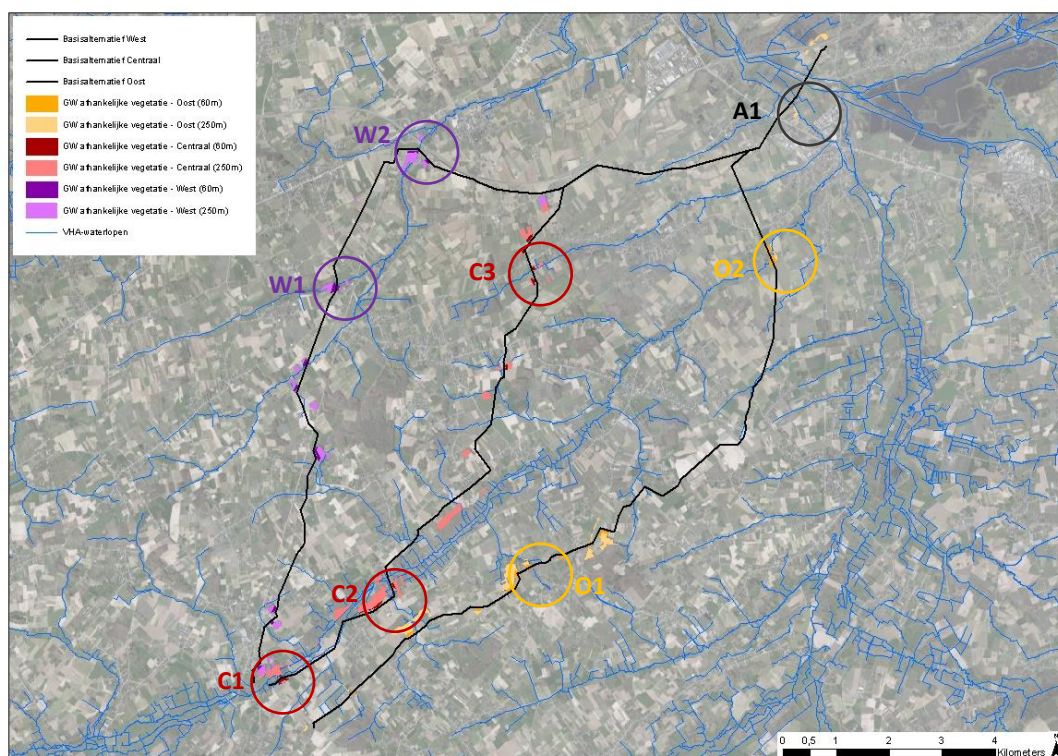 Basisalternatief West
Basisalternatief Centraal
Basisalternatief Oost
GW afhankelijke vegetatie - Oost (60m)
GW afhankelijke vegetatie - Oost (250m)
GW afhankelijke vegetatie - Centraal (60m)
GW afhankelijke vegetatie - Centraal (250m)
GW afhankelijke vegetatie - West (60m)
GW afhankelijke vegetatie - West (250m)
VHA-waterlopen
A1
W2
W1
C3
O2
C2
O1
C1
0 0,5 1 2 3 4
Kilometers